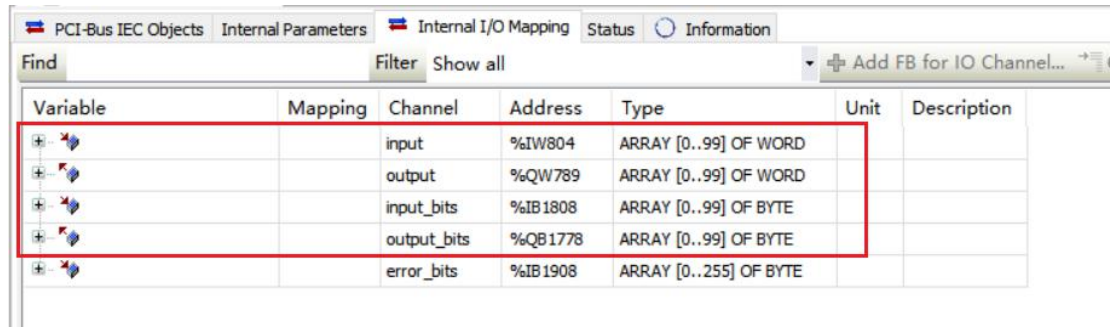 PCI-Bus IEC Objects Internal Parameters Internal I/O Mapping Status Information
Find Filter Show all Add FB for IO Channel...
Variable Mapping Channel Address Type Unit Description
input %IW804 ARRAY [0..99] OF WORD
output %QW789 ARRAY [0..99] OF WORD
input_bits %IB1808 ARRAY [0..99] OF BYTE
output_bits %QB1778 ARRAY [0..99] OF BYTE
error_bits %IB1908 ARRAY [0..255] OF BYTE